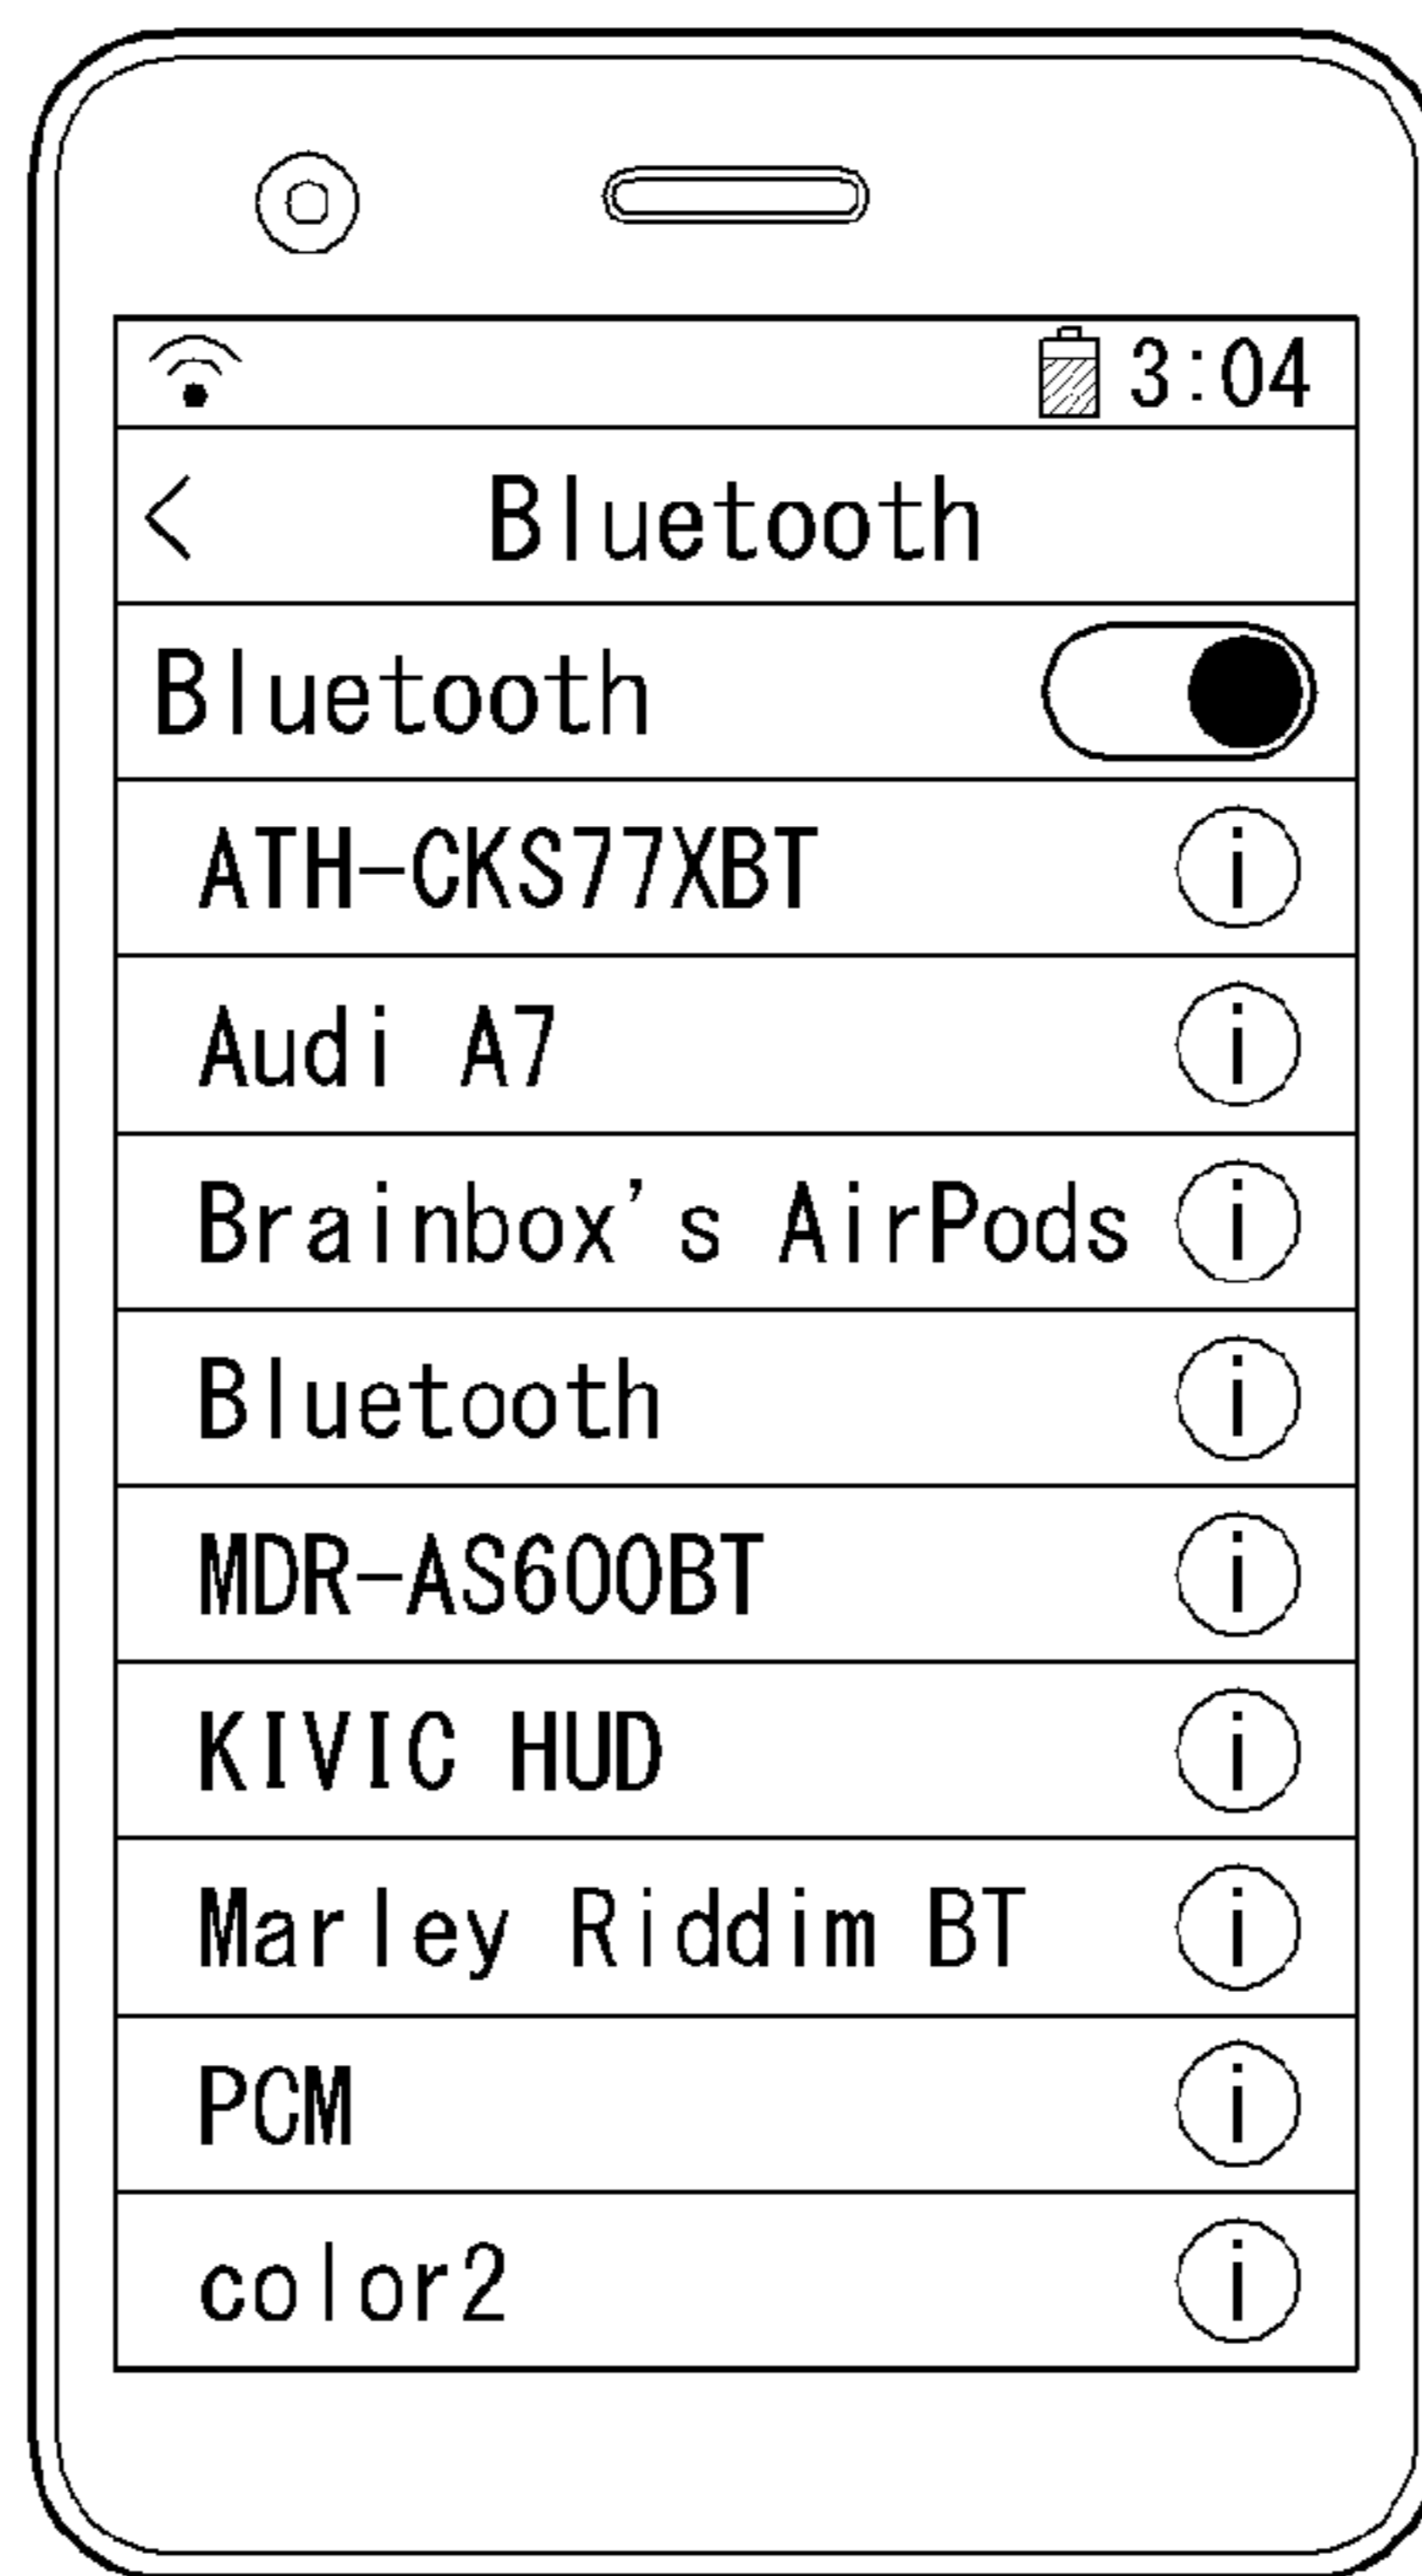 3:04
< Bluetooth
Bluetooth
ATH-CKS77XBT i
Audi A7 i
Brainbox's AirPods i
Bluetooth i
MDR-AS600BT i
KIVIC HUD i
Marley Riddim BT i
PCM i
color2 i